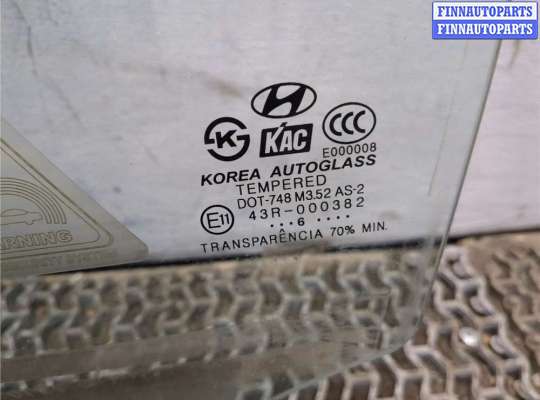 FINNAUTOPARTS
FINNAUTOPARTS
KAC
E000008
KOREA AUTOGLASS
TEMPERED
DOT-748 M3.52 AS-2
E11 43R-000382
..6 ....
TRANSPARÊNCIA 70% MIN.
WARNING